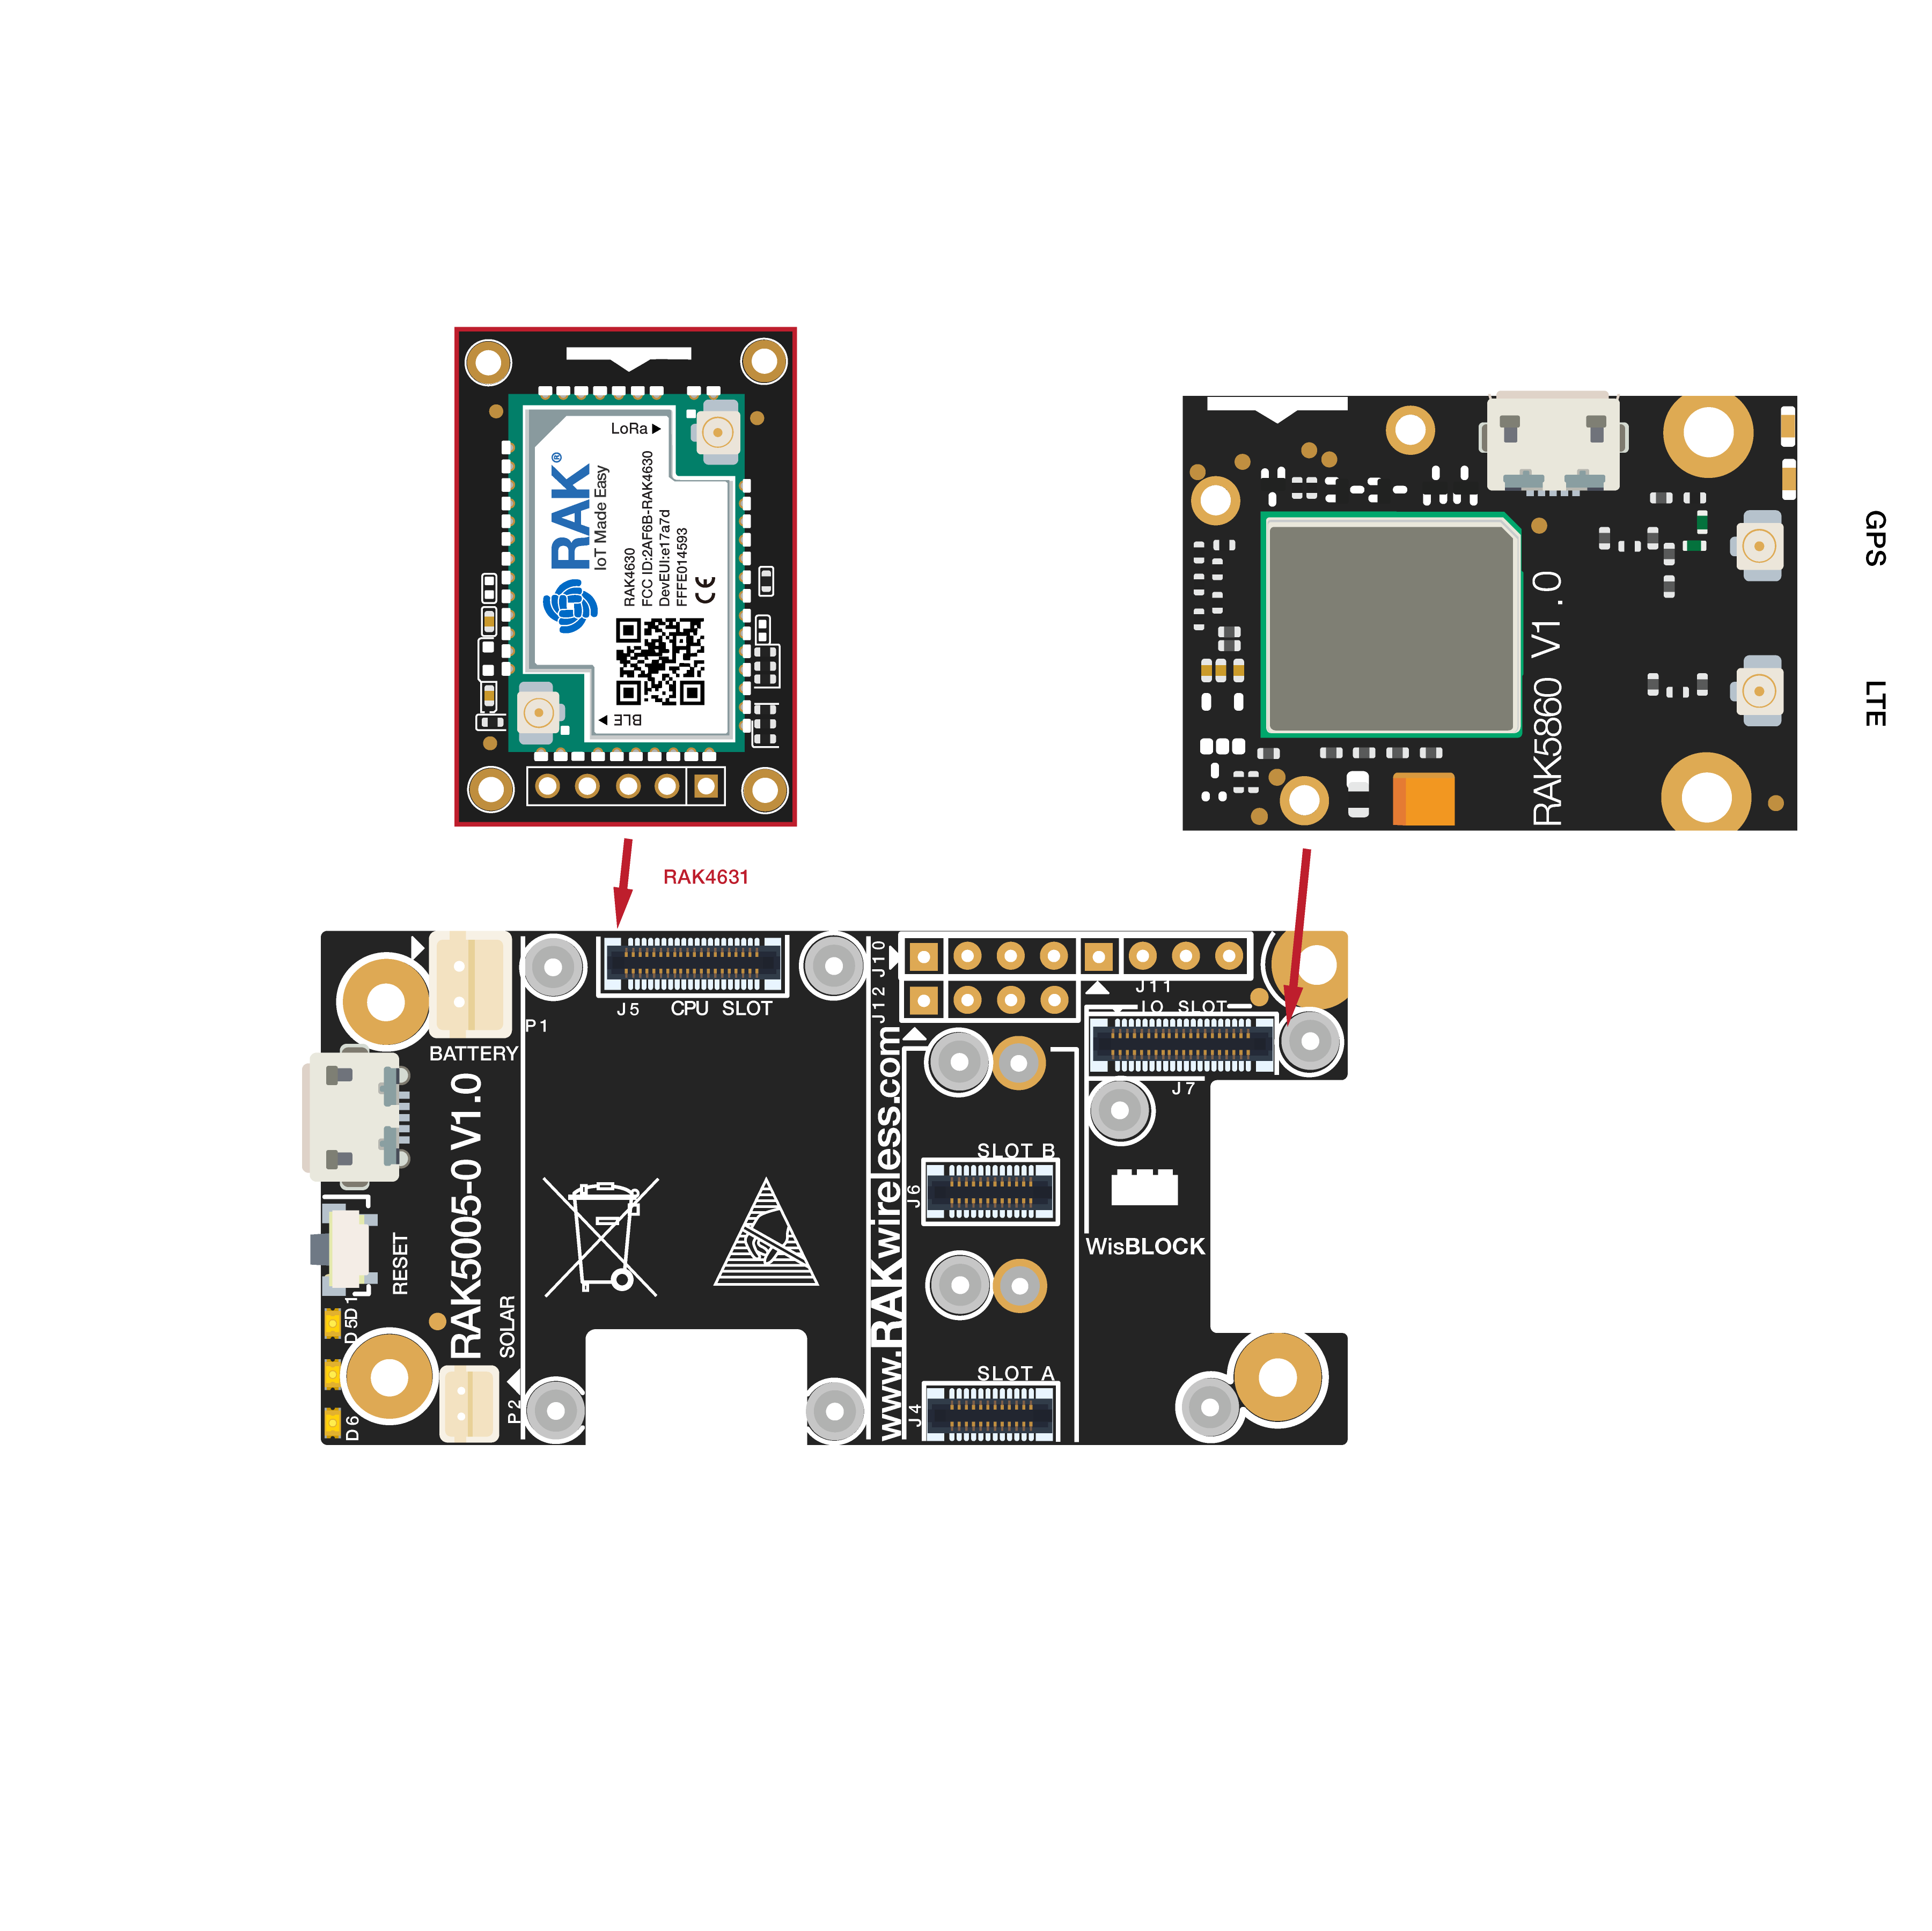 LoRa
RAK®
IoT Made Easy
RAK4630
FCC ID:2AF6B-RAK4630
DevEUI:e17a7d
FFFE014593
CE
BLE
RAK5860 V1.0
GPS
LTE
RAK4631
BATTERY
P1
J5
CPU SLOT
J10
J12
J11
IO SLOT
J7
RAK5005-0 V1.0
RESET
SOLAR
P2
D1
D5
D6
www.RAKwireless.com
SLOT B
J6
SLOT A
J4
WisBLOCK